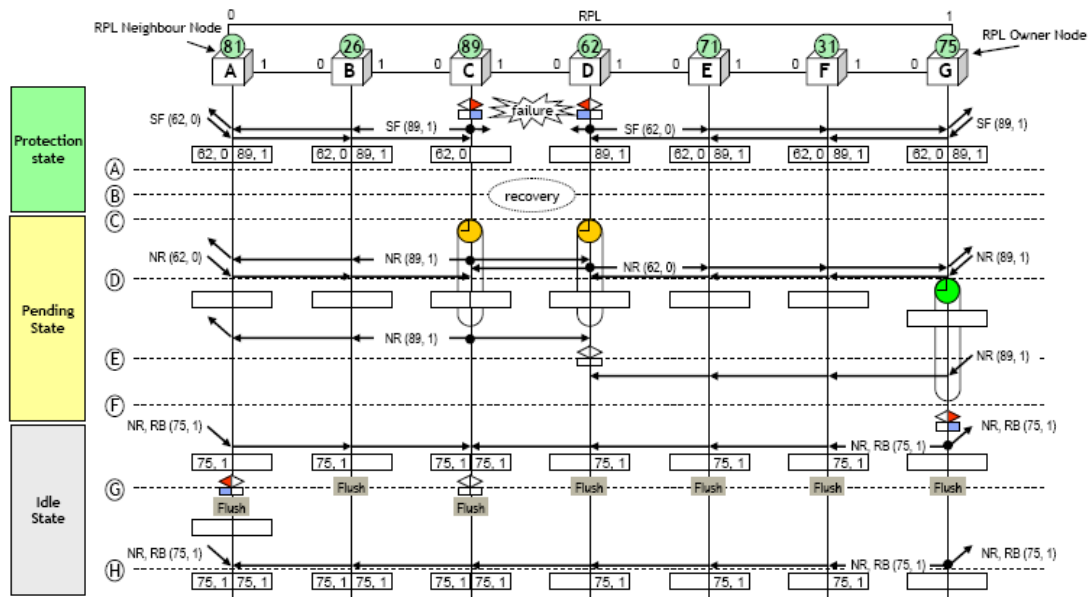 0 RPL 1
RPL Neighbour Node
RPL Owner Node
81 26 89 62 71 31 75
A 1 0 B 1 0 C 1 0 D 1 0 E 1 0 F 1 0 G
Protection state
failure
SF (62, 0) SF (89, 1) SF (62, 0) SF (89, 1)
62, 0 89, 1 62, 0 89, 1 62, 0 89, 1 62, 0 89, 1 62, 0 89, 1 62, 0 89, 1
A
B
recovery
C
Pending State
NR (62, 0) NR (89, 1) NR (62, 0) NR (89, 1)
D
NR (89, 1)
E
NR (89, 1)
F
Idle State
NR, RB (75, 1) NR, RB (75, 1) NR, RB (75, 1)
75, 1 75, 1 75, 1 75, 1 75, 1 75, 1 75, 1
G
Flush Flush Flush Flush
Flush Flush
NR, RB (75, 1) NR, RB (75, 1) NR, RB (75, 1)
H
75, 1 75, 1 75, 1 75, 1 75, 1 75, 1 75, 1 75, 1 75, 1 75, 1 75, 1 75, 1